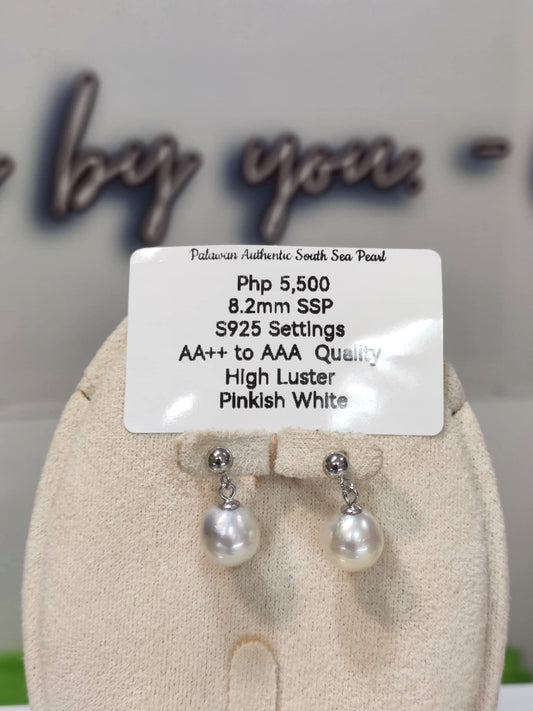 by you. -
Palawan Authentic South Sea Pearl
Php 5,500
8.2mm SSP
S925 Settings
AA++ to AAA Quality
High Luster
Pinkish White